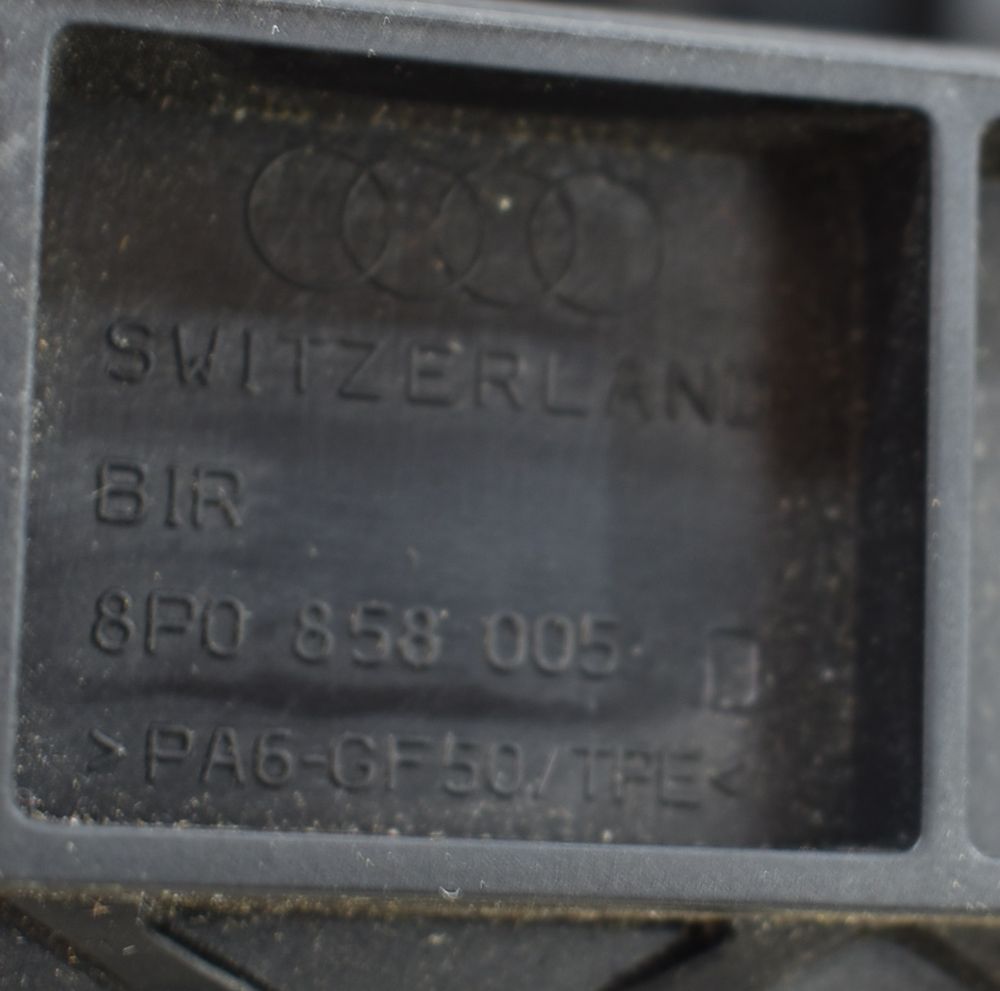 SWITZERLAND
BIR
8P0 858 005
>PA6-GF50/TPE<